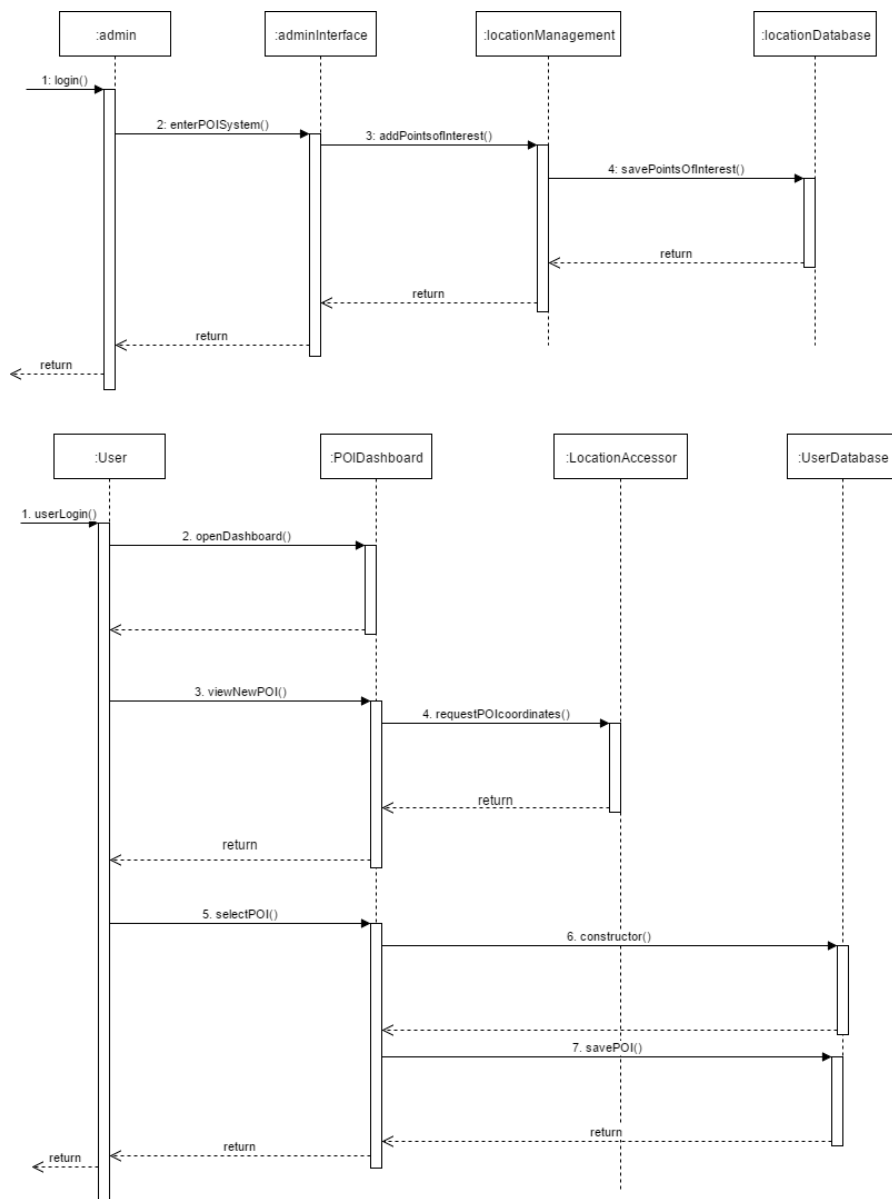 :admin
:adminInterface
:locationManagement
:locationDatabase
1: login()
2: enterPOISystem()
3: addPointsofInterest()
4: savePointsOfInterest()
return
return
return
return
:User
:POIDashboard
:LocationAccessor
:UserDatabase
1. userLogin()
2. openDashboard()
3. viewNewPOI()
4. requestPOIcoordinates()
return
return
5. selectPOI()
6. constructor()
7. savePOI()
return
return
return